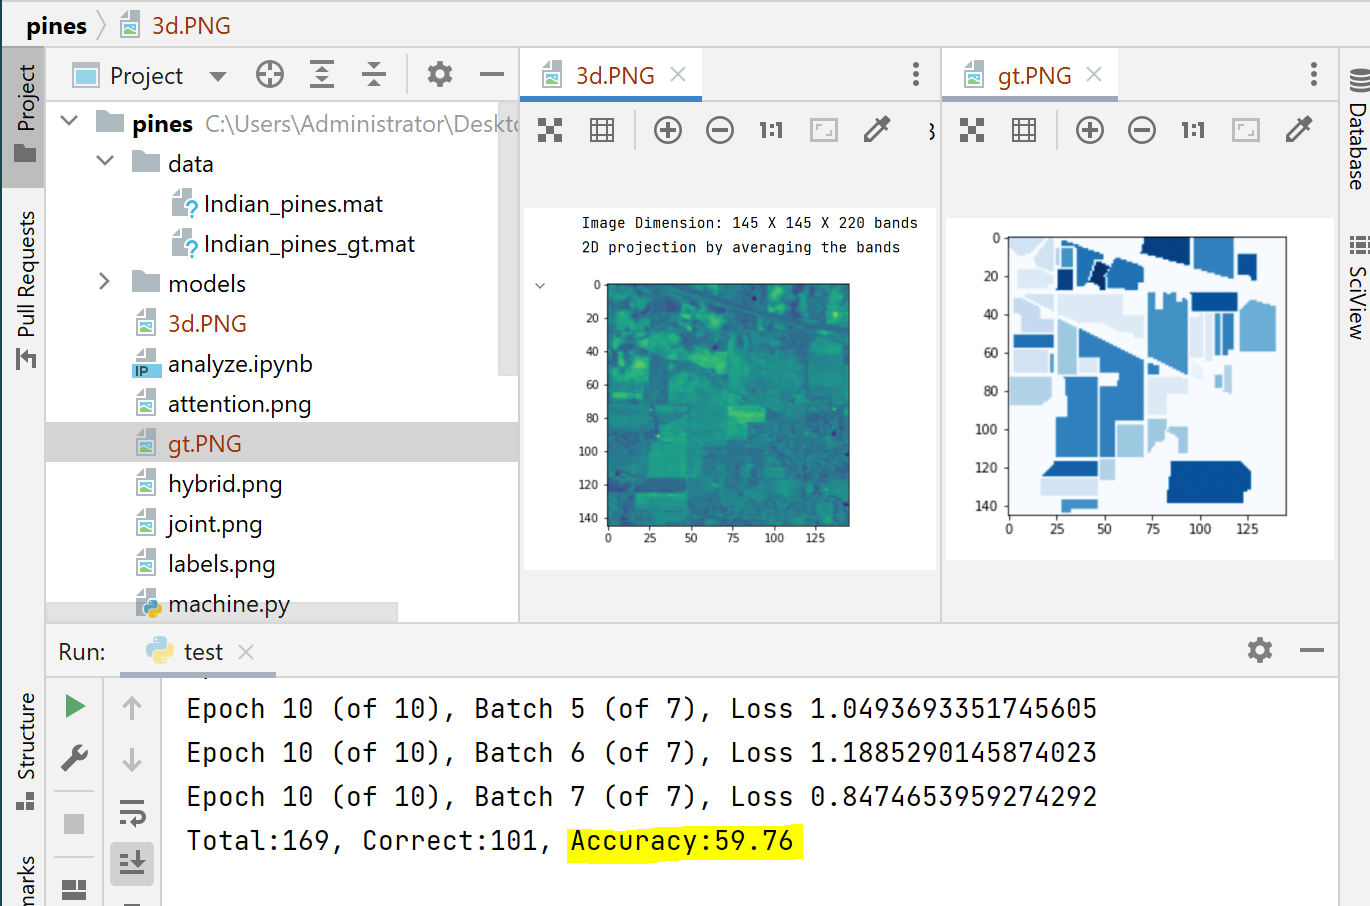 pines 3d.PNG
Project
Pull Requests
Structure
marks
Project
pines C:\Users\Administrator\Deskto
data
Indian_pines.mat
Indian_pines_gt.mat
models
3d.PNG
analyze.ipynb
attention.png
gt.PNG
hybrid.png
joint.png
labels.png
machine.py
3d.PNG
1:1
Image Dimension: 145 X 145 X 220 bands
2D projection by averaging the bands
0
20
40
60
80
100
120
140
0 25 50 75 100 125
gt.PNG
1:1
0
20
40
60
80
100
120
140
0 25 50 75 100 125
Database
SciView
Run: test
Epoch 10 (of 10), Batch 5 (of 7), Loss 1.0493693351745605
Epoch 10 (of 10), Batch 6 (of 7), Loss 1.1885290145874023
Epoch 10 (of 10), Batch 7 (of 7), Loss 0.8474653959274292
Total:169, Correct:101, Accuracy:59.76